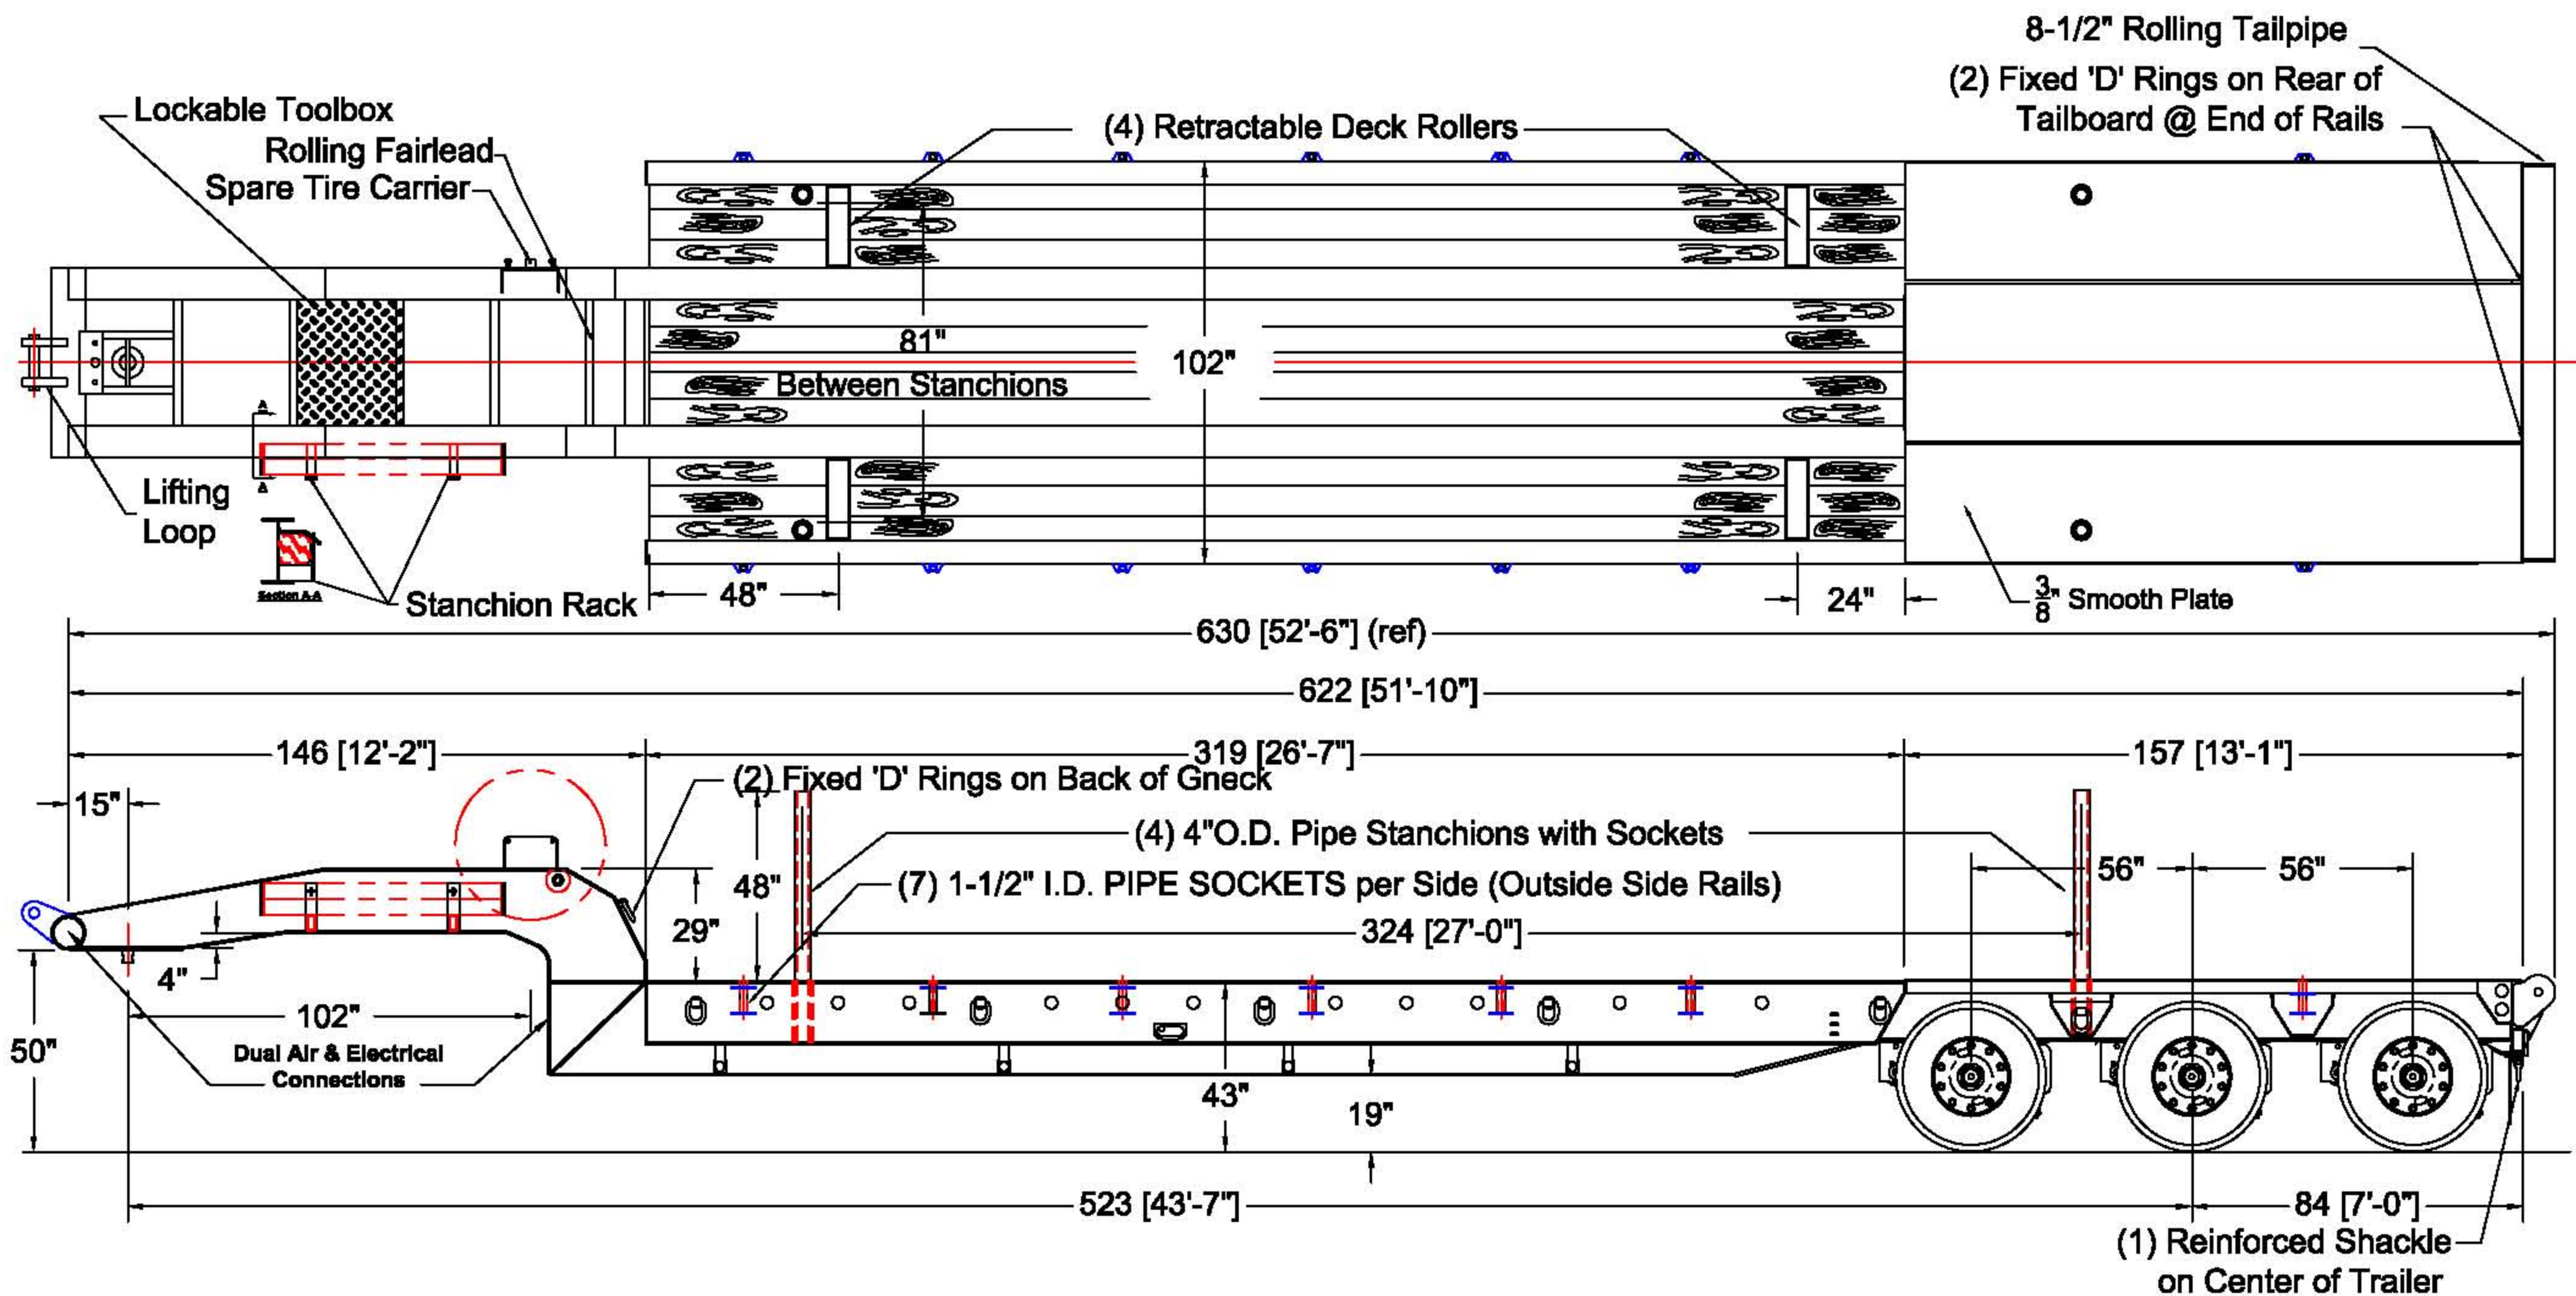 8-1/2" Rolling Tailpipe
(2) Fixed 'D' Rings on Rear of
Tailboard @ End of Rails
Lockable Toolbox
Rolling Fairlead
Spare Tire Carrier
(4) Retractable Deck Rollers
81"
Between Stanchions
102"
A
A
Lifting
Loop
Section A-A
Stanchion Rack
48"
24"
3/8" Smooth Plate
630 [52'-6"] (ref)
622 [51'-10"]
146 [12'-2"]
319 [26'-7"]
157 [13'-1"]
15"
(2) Fixed 'D' Rings on Back of Gneck
(4) 4"O.D. Pipe Stanchions with Sockets
56"
56"
48"
(7) 1-1/2" I.D. PIPE SOCKETS per Side (Outside Side Rails)
29"
324 [27'-0"]
4"
102"
50"
Dual Air & Electrical
Connections
43"
19"
523 [43'-7"]
84 [7'-0"]
(1) Reinforced Shackle
on Center of Trailer